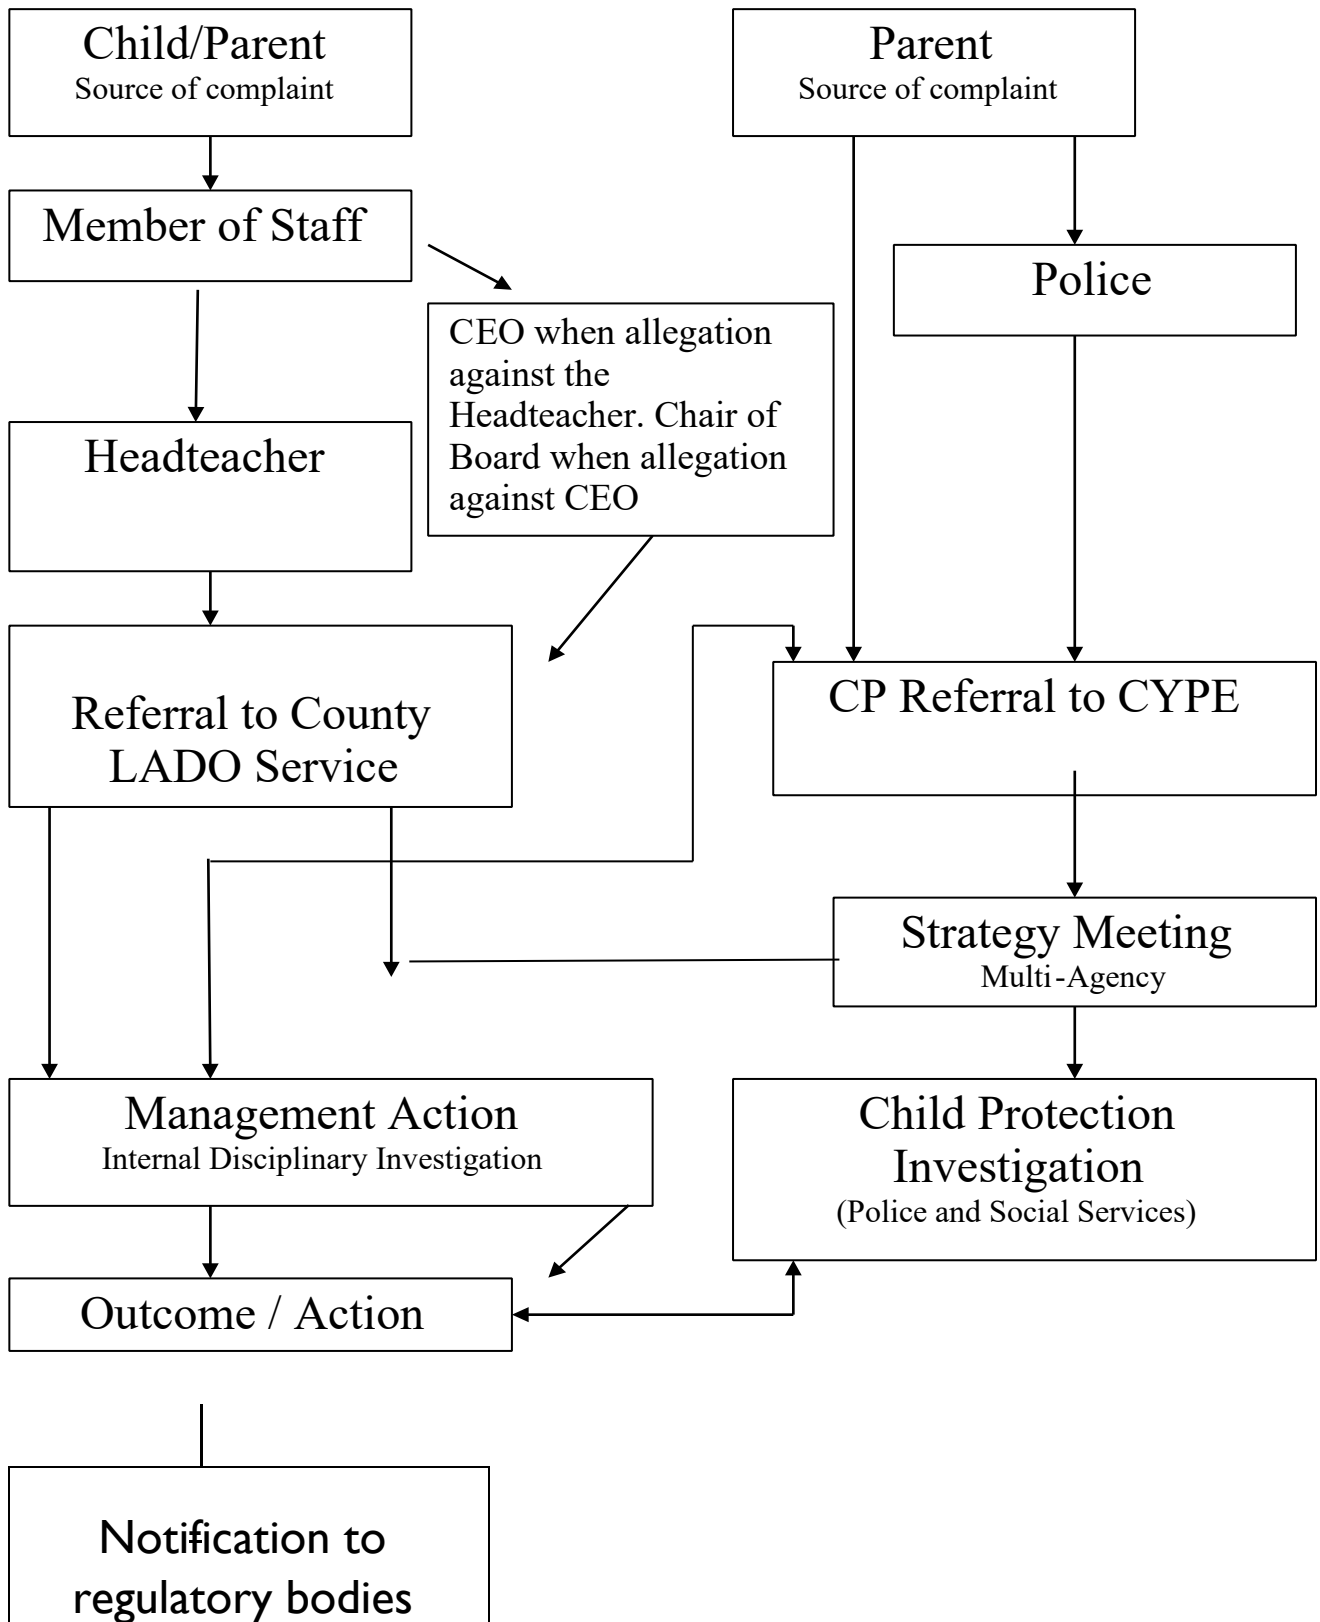 Child/Parent
Source of complaint
Parent
Source of complaint
Member of Staff
Police
CEO when allegation
against the
Headteacher. Chair of
Board when allegation
against CEO
Headteacher
Referral to County
LADO Service
CP Referral to CYPE
Strategy Meeting
Multi-Agency
Management Action
Internal Disciplinary Investigation
Child Protection
Investigation
(Police and Social Services)
Outcome / Action
Notification to
regulatory bodies